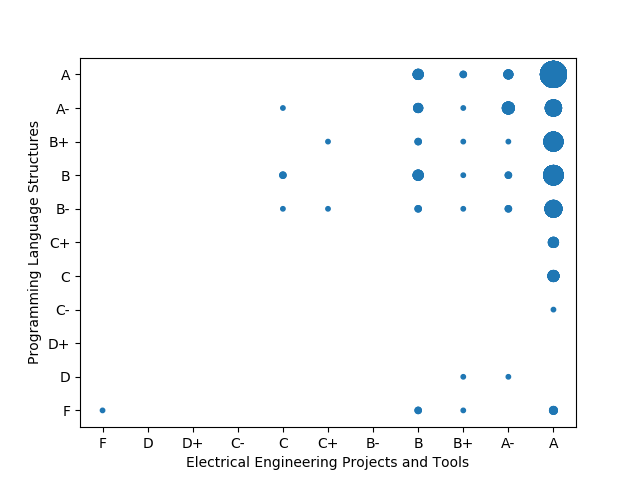 Programming Language Structures
A
A-
B+
B
B-
C+
C
C-
D+
D
F
F D D+ C- C C+ B- B B+ A- A
Electrical Engineering Projects and Tools